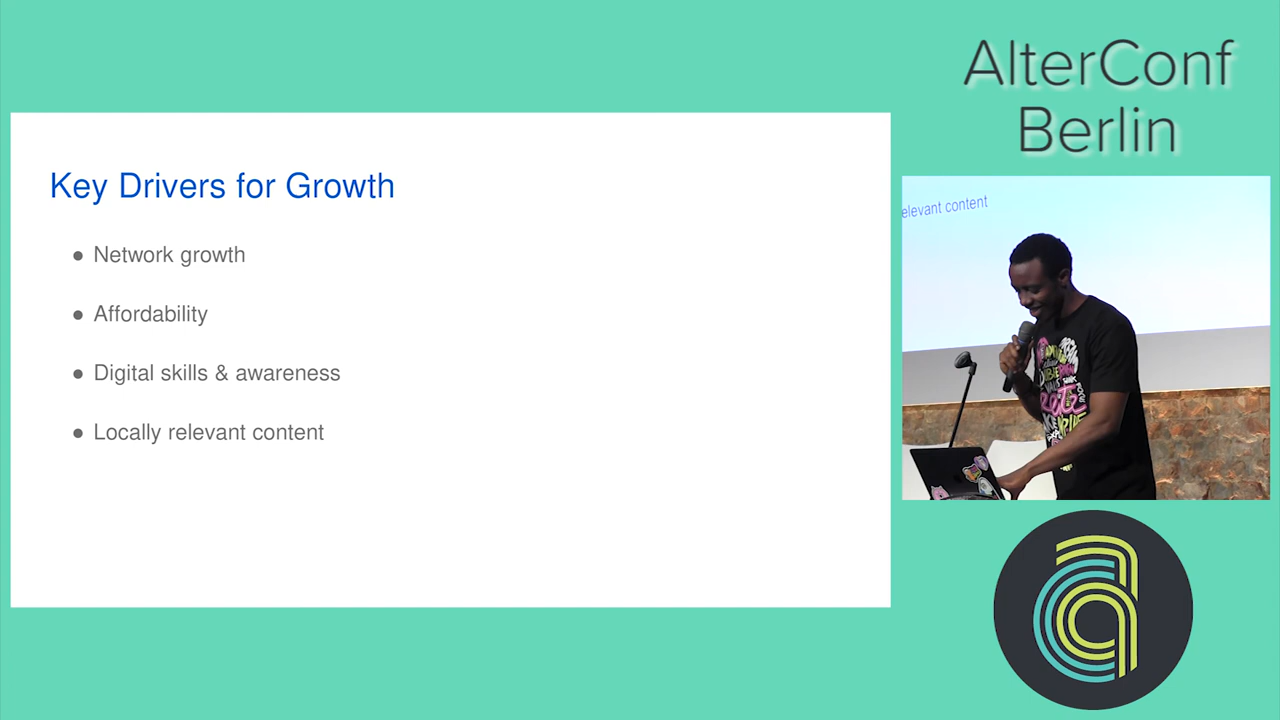 AlterConf
Berlin
Key Drivers for Growth
● Network growth
● Affordability
● Digital skills & awareness
● Locally relevant content
elevant content